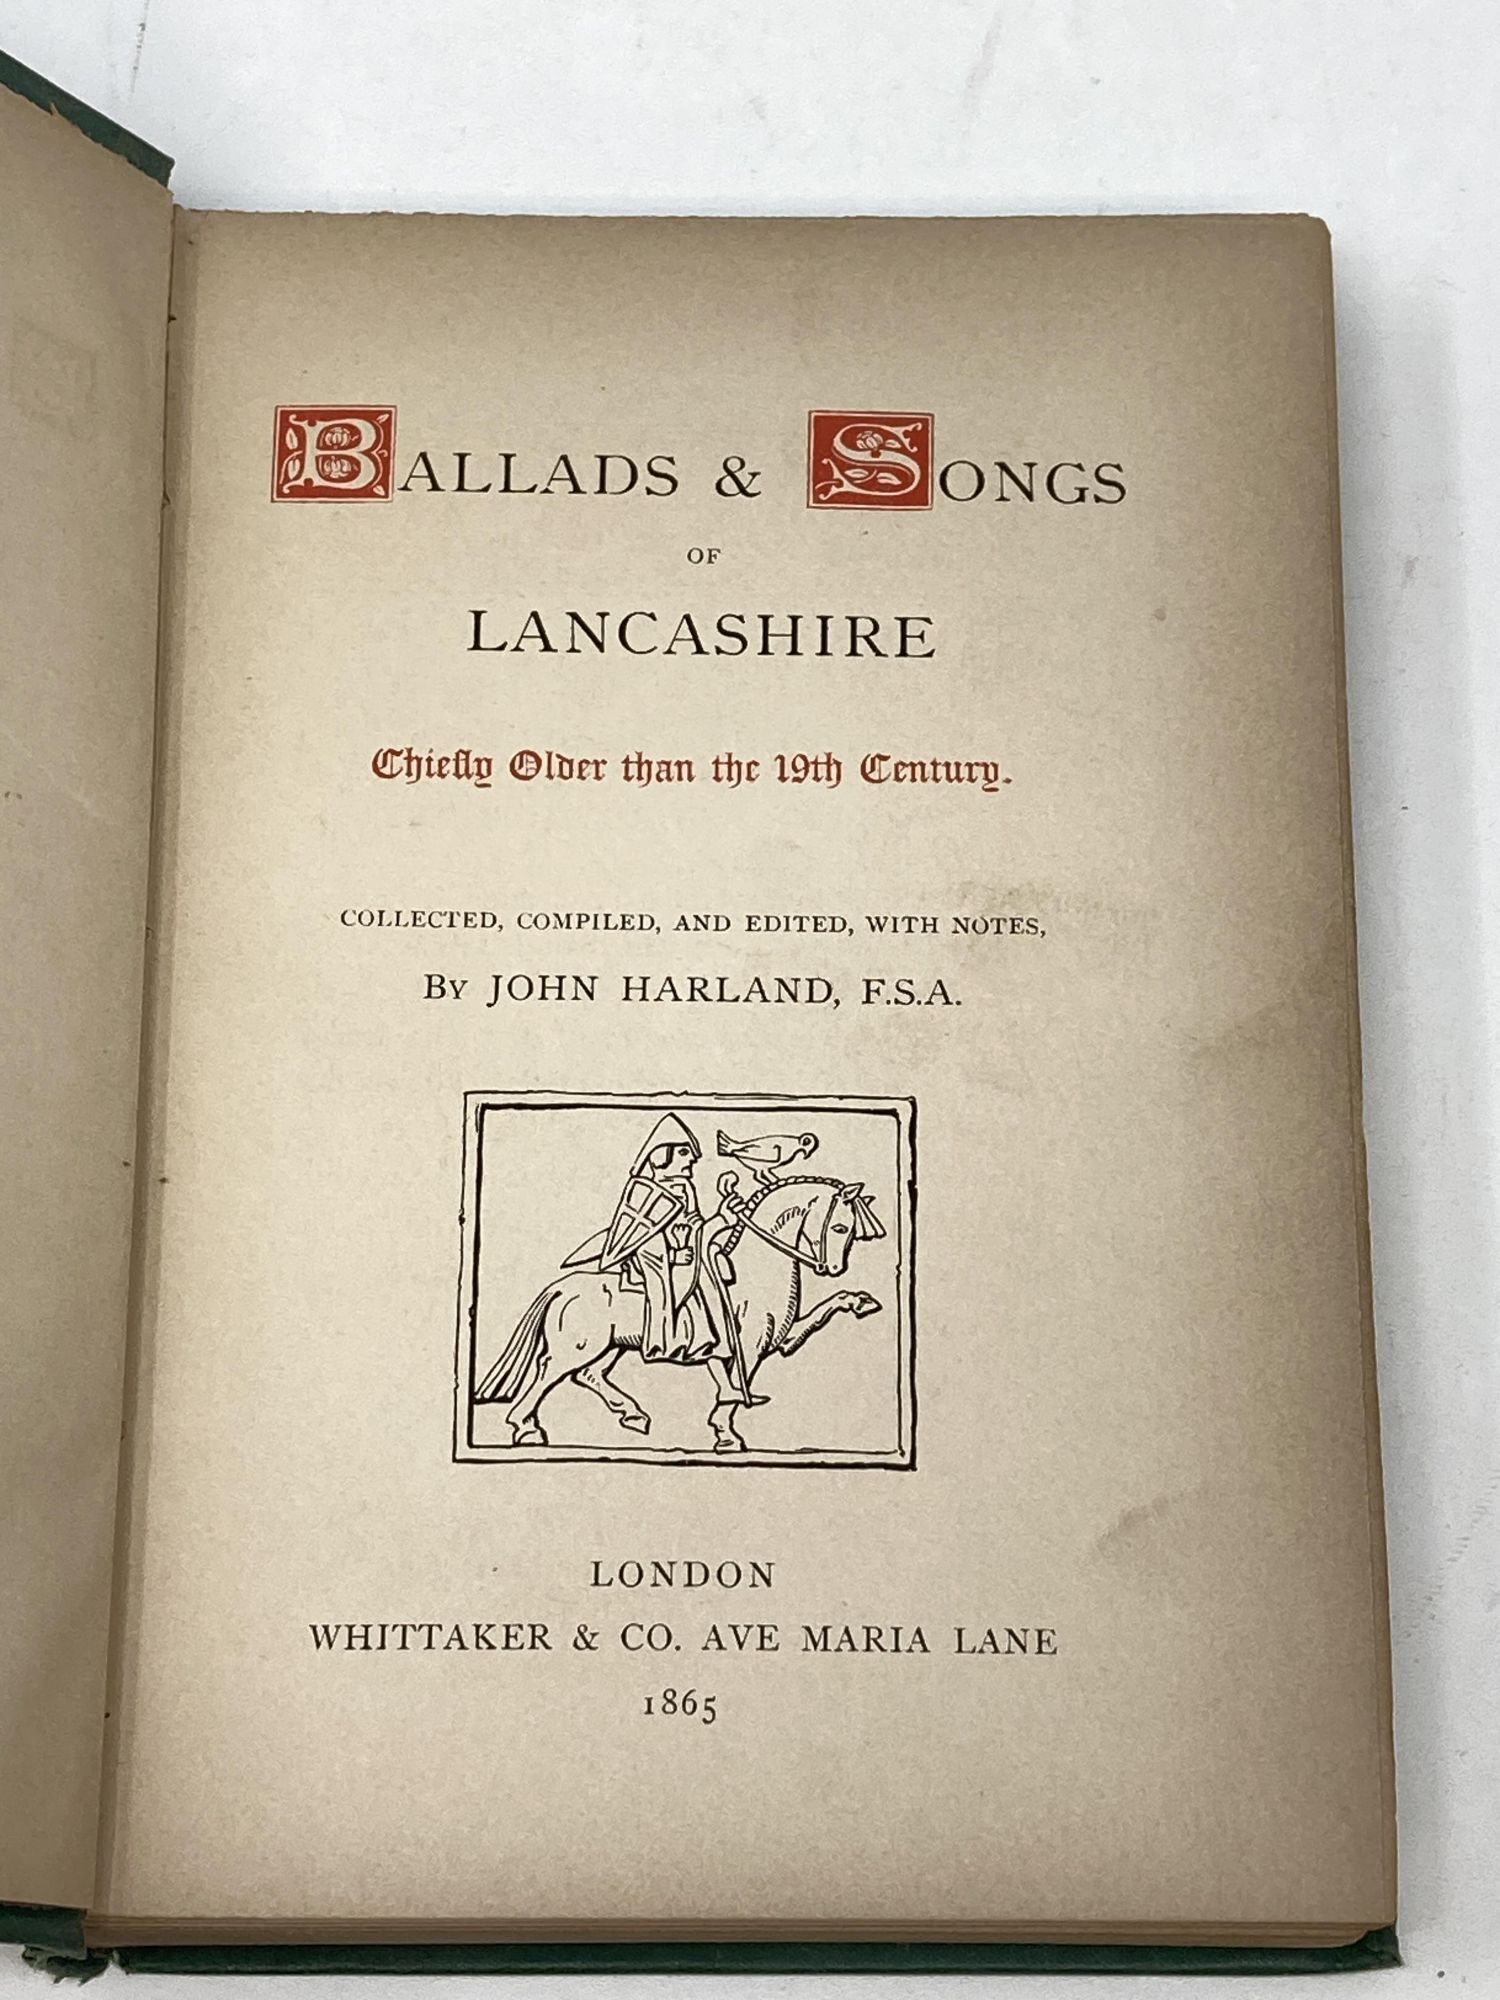 BALLADS & SONGS
OF
LANCASHIRE
Chiefly Older than the 19th Century.
COLLECTED, COMPILED, AND EDITED, WITH NOTES,
BY JOHN HARLAND, F.S.A.
LONDON
WHITTAKER & CO. AVE MARIA LANE
1865